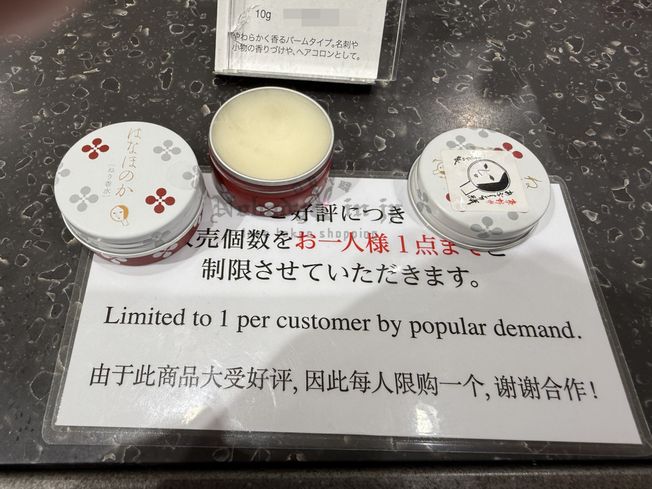 10g
やわらかく香るバームタイプ。名刺や
小物の香りづけや、ヘアコロンとして。
はなほのか
ねり香水
ね
好評につき
売個数をお一人様1点まで
制限させていただきます。
Limited to 1 per customer by popular demand.
由于此商品大受好评,因此每人限购一个,谢谢合作!